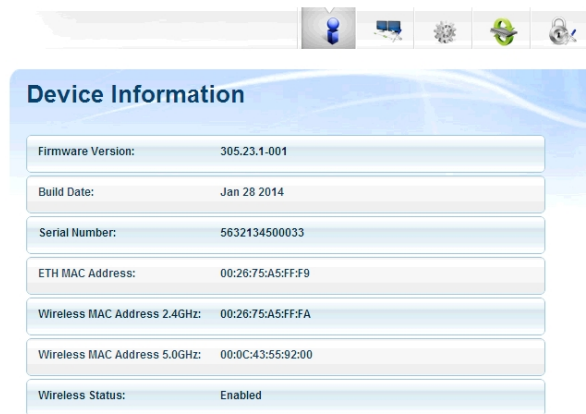 Device Information
Firmware Version: 305.23.1-001
Build Date: Jan 28 2014
Serial Number: 5632134500033
ETH MAC Address: 00:26:75:A5:FF:F9
Wireless MAC Address 2.4GHz: 00:26:75:A5:FF:FA
Wireless MAC Address 5.0GHz: 00:0C:43:55:92:00
Wireless Status: Enabled